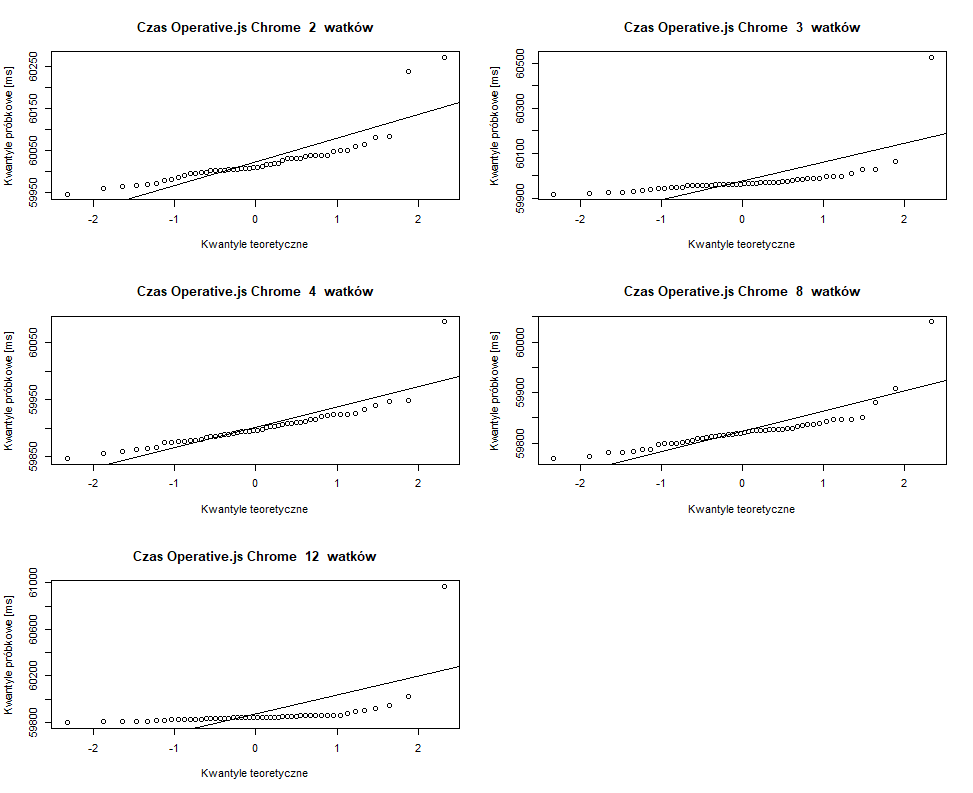 Czas Operative.js Chrome 2 watków
Kwantyle próbkowe [ms]
59950 60050 60150 60250
-2 -1 0 1 2
Kwantyle teoretyczne
Czas Operative.js Chrome 3 watków
Kwantyle próbkowe [ms]
59900 60100 60300 60500
-2 -1 0 1 2
Kwantyle teoretyczne
Czas Operative.js Chrome 4 watków
Kwantyle próbkowe [ms]
59850 59950 60050
-2 -1 0 1 2
Kwantyle teoretyczne
Czas Operative.js Chrome 8 watków
Kwantyle próbkowe [ms]
59800 59900 60000
-2 -1 0 1 2
Kwantyle teoretyczne
Czas Operative.js Chrome 12 watków
Kwantyle próbkowe [ms]
59800 60200 60600 61000
-2 -1 0 1 2
Kwantyle teoretyczne